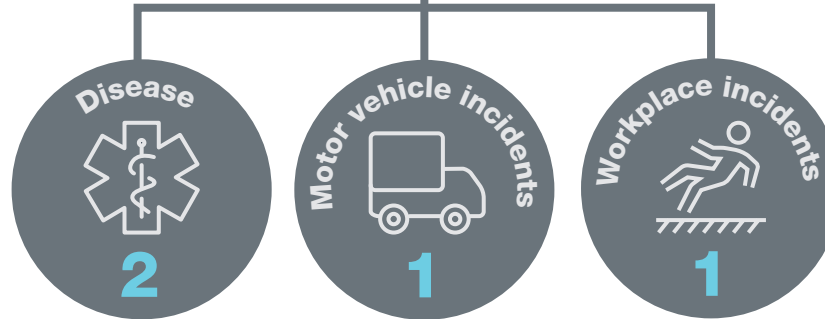 Disease
2
Motor vehicle incidents
1
Workplace incidents
1